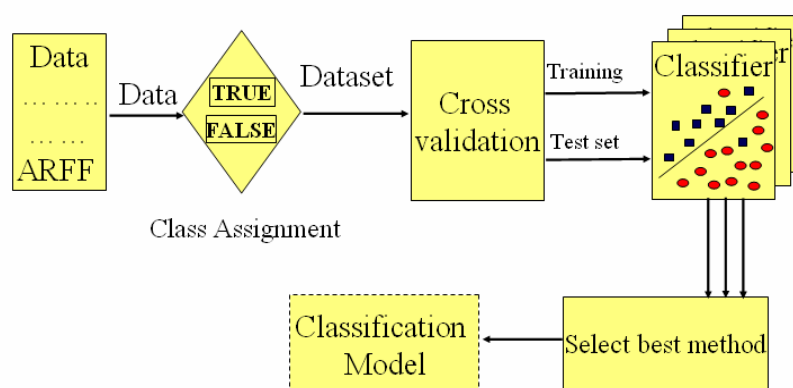 Data
... ... ..
... ...
ARFF
Data
TRUE
FALSE
Class Assignment
Dataset
Cross
validation
Training
Test set
Classifier
Select best method
Classification
Model